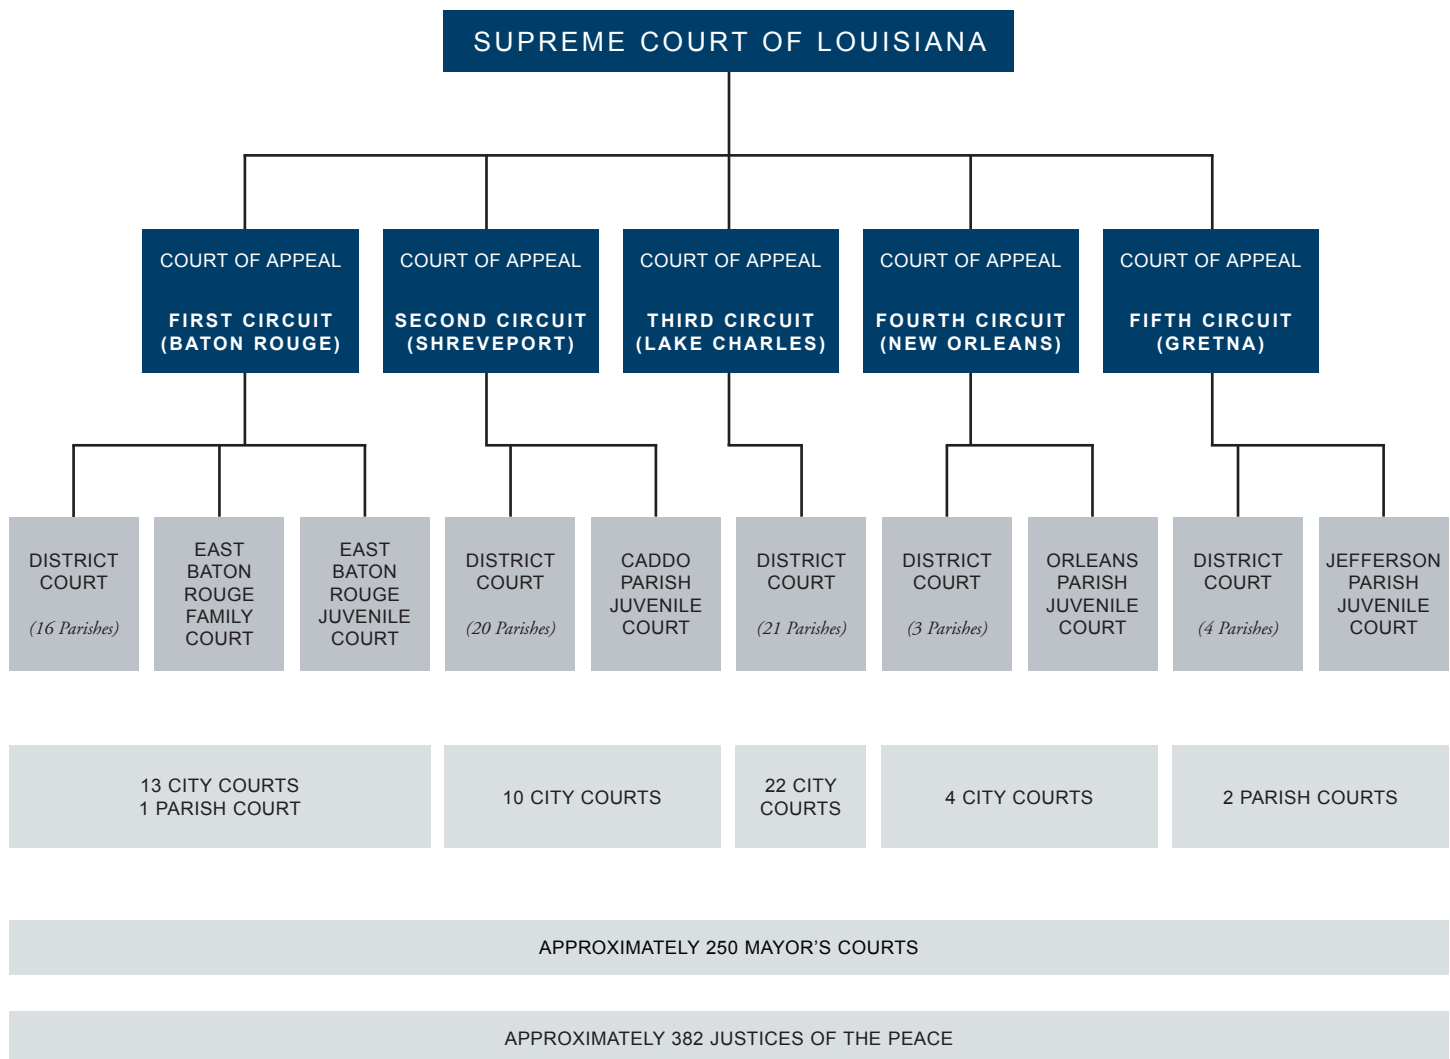 SUPREME COURT OF LOUISIANA
COURT OF APPEAL
FIRST CIRCUIT
(BATON ROUGE)
COURT OF APPEAL
SECOND CIRCUIT
(SHREVEPORT)
COURT OF APPEAL
THIRD CIRCUIT
(LAKE CHARLES)
COURT OF APPEAL
FOURTH CIRCUIT
(NEW ORLEANS)
COURT OF APPEAL
FIFTH CIRCUIT
(GRETNA)
DISTRICT
COURT
(16 Parishes)
EAST
BATON
ROUGE
FAMILY
COURT
EAST
BATON
ROUGE
JUVENILE
COURT
DISTRICT
COURT
(20 Parishes)
CADDO
PARISH
JUVENILE
COURT
DISTRICT
COURT
(21 Parishes)
DISTRICT
COURT
(3 Parishes)
ORLEANS
PARISH
JUVENILE
COURT
DISTRICT
COURT
(4 Parishes)
JEFFERSON
PARISH
JUVENILE
COURT
13 CITY COURTS
1 PARISH COURT
10 CITY COURTS
22 CITY
COURTS
4 CITY COURTS
2 PARISH COURTS
APPROXIMATELY 250 MAYOR’S COURTS
APPROXIMATELY 382 JUSTICES OF THE PEACE